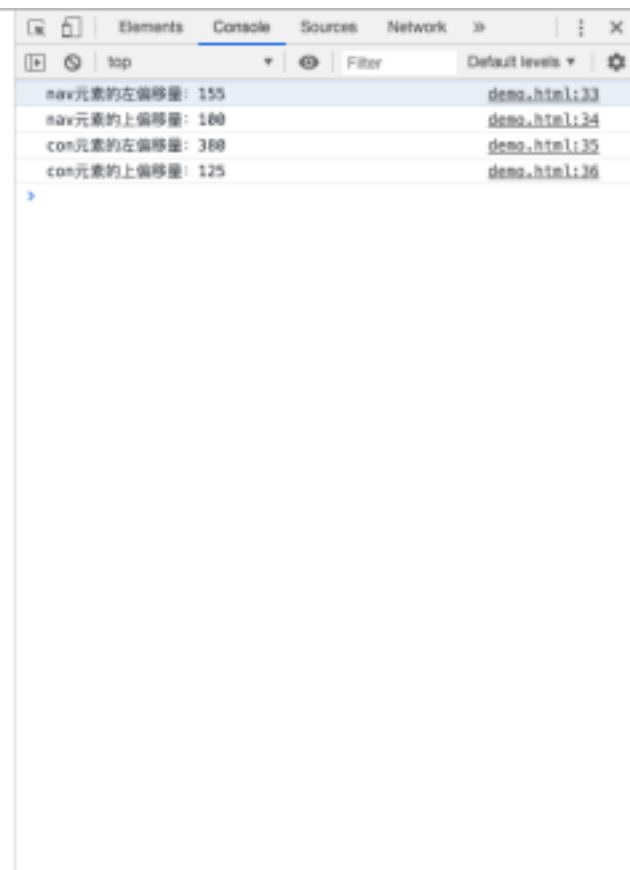 Elements Console Sources Network »
top ▼ Filter Default levels ▼
nav元素的左偏移量: 155 demo.html:33
nav元素的上偏移量: 100 demo.html:34
con元素的左偏移量: 380 demo.html:35
con元素的上偏移量: 125 demo.html:36
>